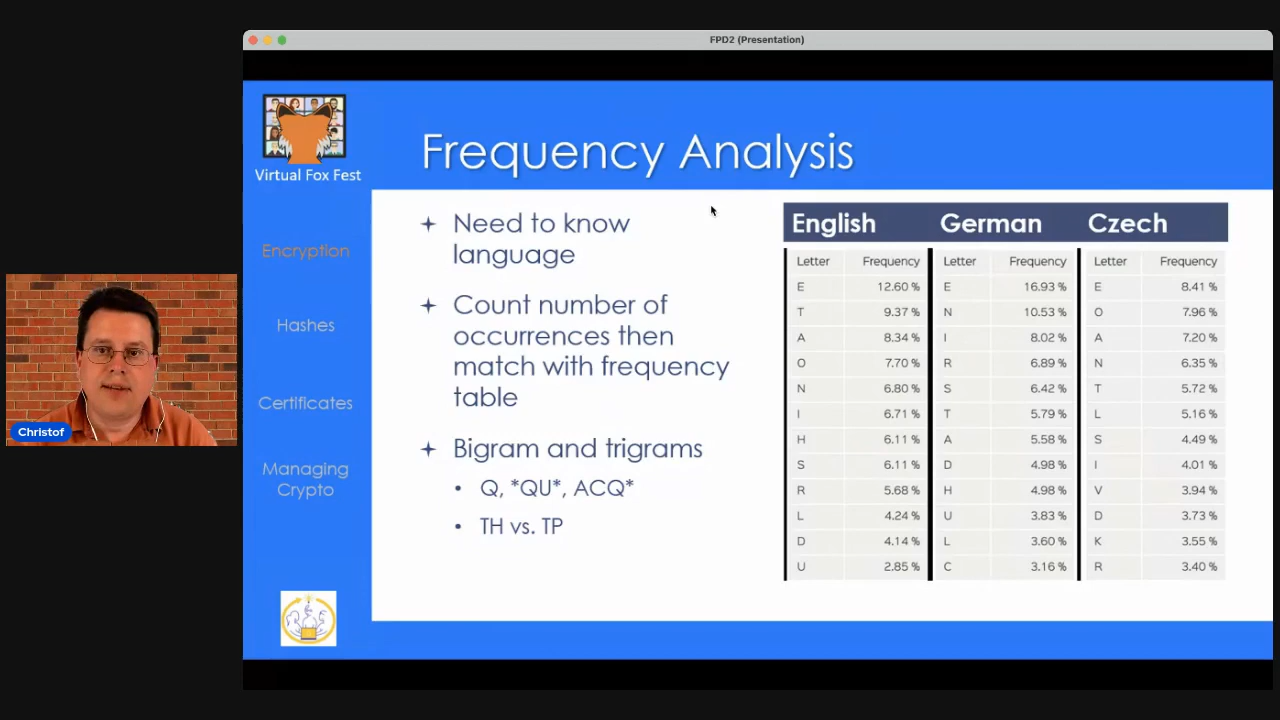 FPD2 (Presentation)
Virtual Fox Fest
Frequency Analysis
Encryption
Hashes
Certificates
Managing
Crypto
Christof
Need to know
language
Count number of
occurrences then
match with frequency
table
Bigram and trigrams
Q, *QU*, ACQ*
TH vs. TP
English German Czech
Letter Frequency Letter Frequency Letter Frequency
E 12.60 % E 16.93 % E 8.41 %
T 9.37 % N 10.53 % O 7.96 %
A 8.34 % I 8.02 % A 7.20 %
O 7.70 % R 6.89 % N 6.35 %
N 6.80 % S 6.42 % T 5.72 %
I 6.71 % T 5.79 % L 5.16 %
H 6.11 % A 5.58 % S 4.49 %
S 6.11 % D 4.98 % I 4.01 %
R 5.68 % H 4.98 % V 3.94 %
L 4.24 % U 3.83 % D 3.73 %
D 4.14 % L 3.60 % K 3.55 %
U 2.85 % C 3.16 % R 3.40 %